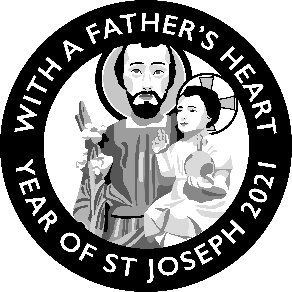 WITH A FATHER'S HEART
YEAR OF ST JOSEPH 2021